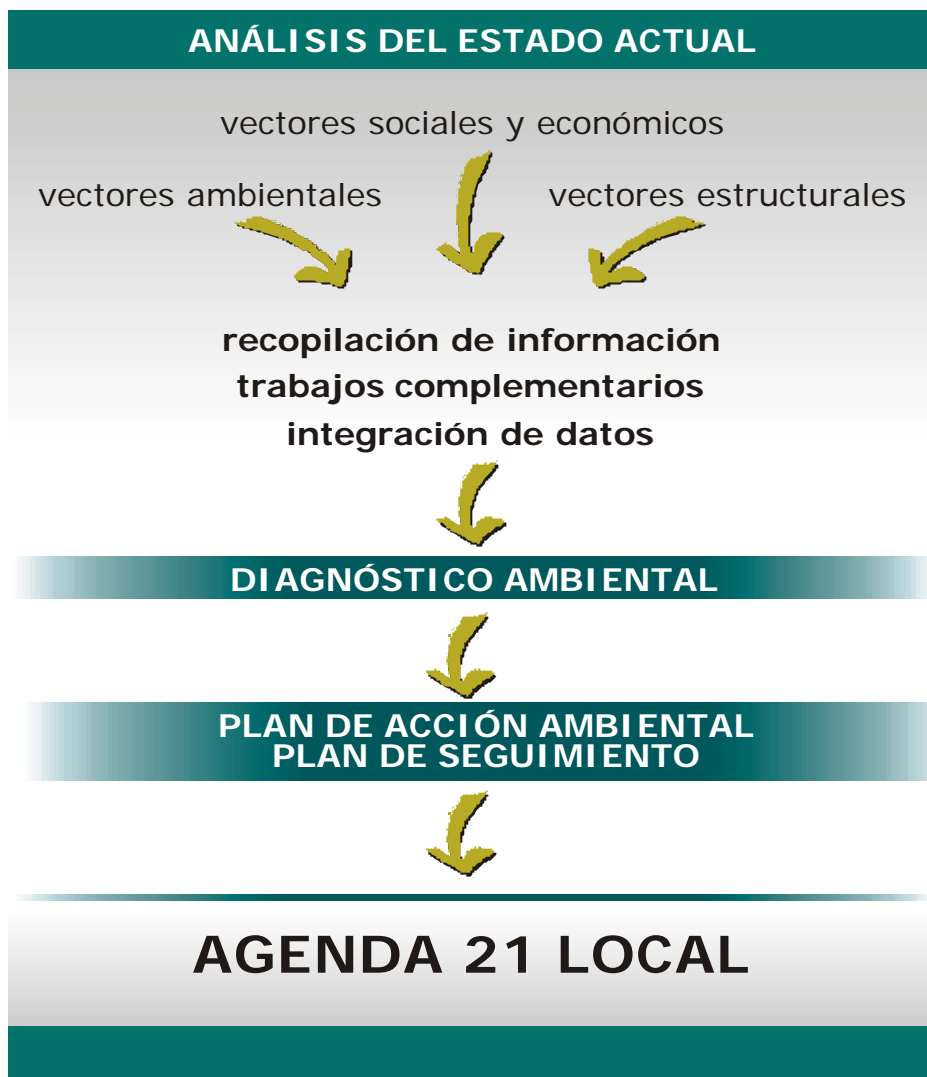 ANÁLISIS DEL ESTADO ACTUAL
vectores sociales y económicos
vectores ambientales
vectores estructurales
recopilación de información
trabajos complementarios
integración de datos
DIAGNÓSTICO AMBIENTAL
PLAN DE ACCIÓN AMBIENTAL
PLAN DE SEGUIMIENTO
AGENDA 21 LOCAL